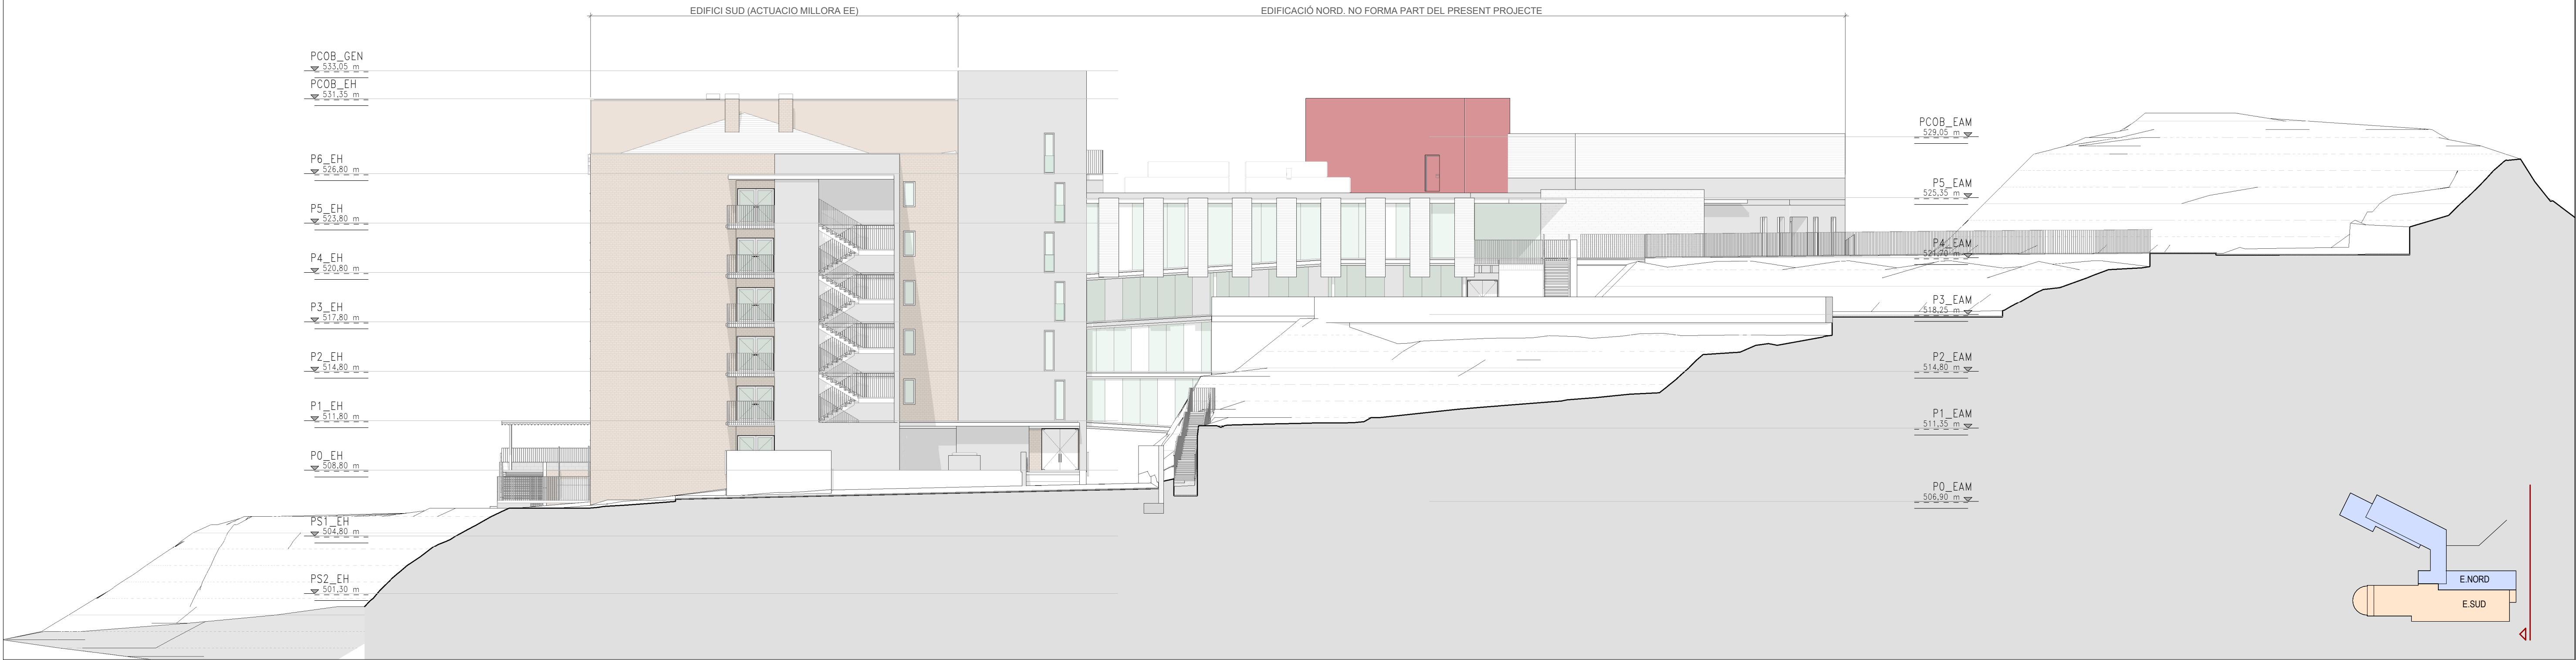 EDIFICI SUD (ACTUACIO MILLORA EE)
EDIFICACIÓ NORD. NO FORMA PART DEL PRESENT PROJECTE
PCOB_GEN
533,05 m
PCOB_EH
531,35 m
P6_EH
526,80 m
P5_EH
523,80 m
P4_EH
520,80 m
P3_EH
517,80 m
P2_EH
514,80 m
P1_EH
511,80 m
P0_EH
508,80 m
PS1_EH
504,80 m
PS2_EH
501,30 m
PCOB_EAM
529,05 m
P5_EAM
525,35 m
P4_EAM
521,70 m
P3_EAM
518,25 m
P2_EAM
514,80 m
P1_EAM
511,35 m
P0_EAM
506,90 m
E.NORD
E.SUD